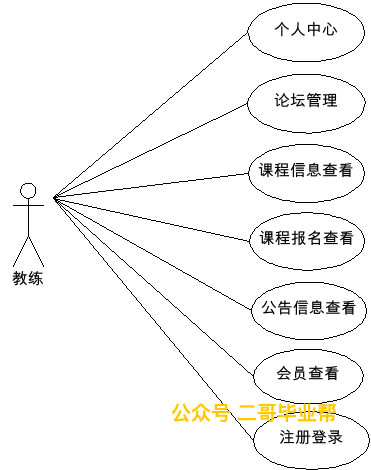 个人中心
论坛管理
课程信息查看
课程报名查看
教练
公告信息查看
会员查看
公众号 二哥毕业帮
注册登录